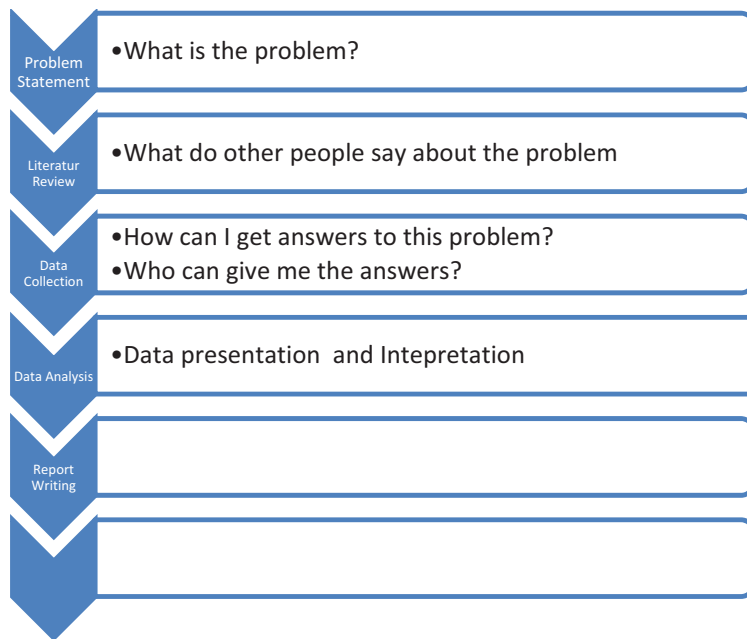 Problem
Statement
•What is the problem?
Literatur
Review
•What do other people say about the problem
Data
Collection
•How can I get answers to this problem?
•Who can give me the answers?
Data Analysis
•Data presentation and Intepretation
Report
Writing